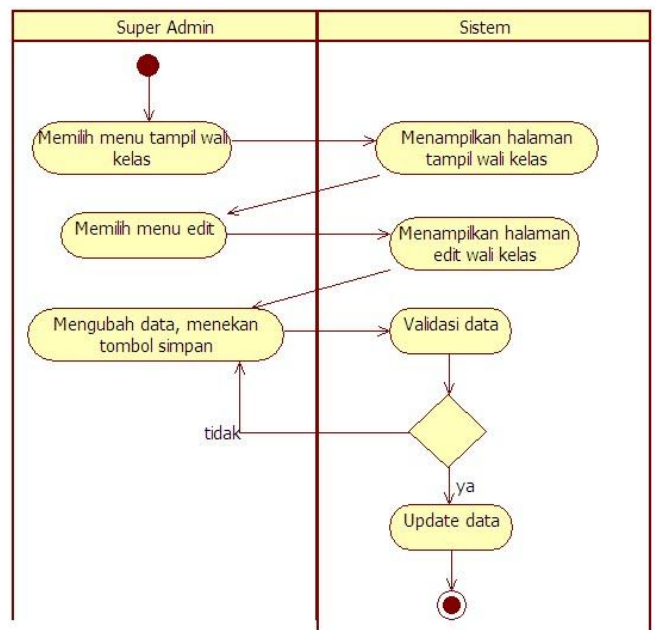 Super Admin
Sistem
Memilih menu tampil wali
kelas
Menampilkan halaman
tampil wali kelas
Memilih menu edit
Menampilkan halaman
edit wali kelas
Mengubah data, menekan
tombol simpan
Validasi data
tidak
ya
Update data